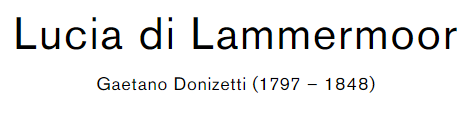 Lucia di Lammermoor
Gaetano Donizetti (1797 – 1848)